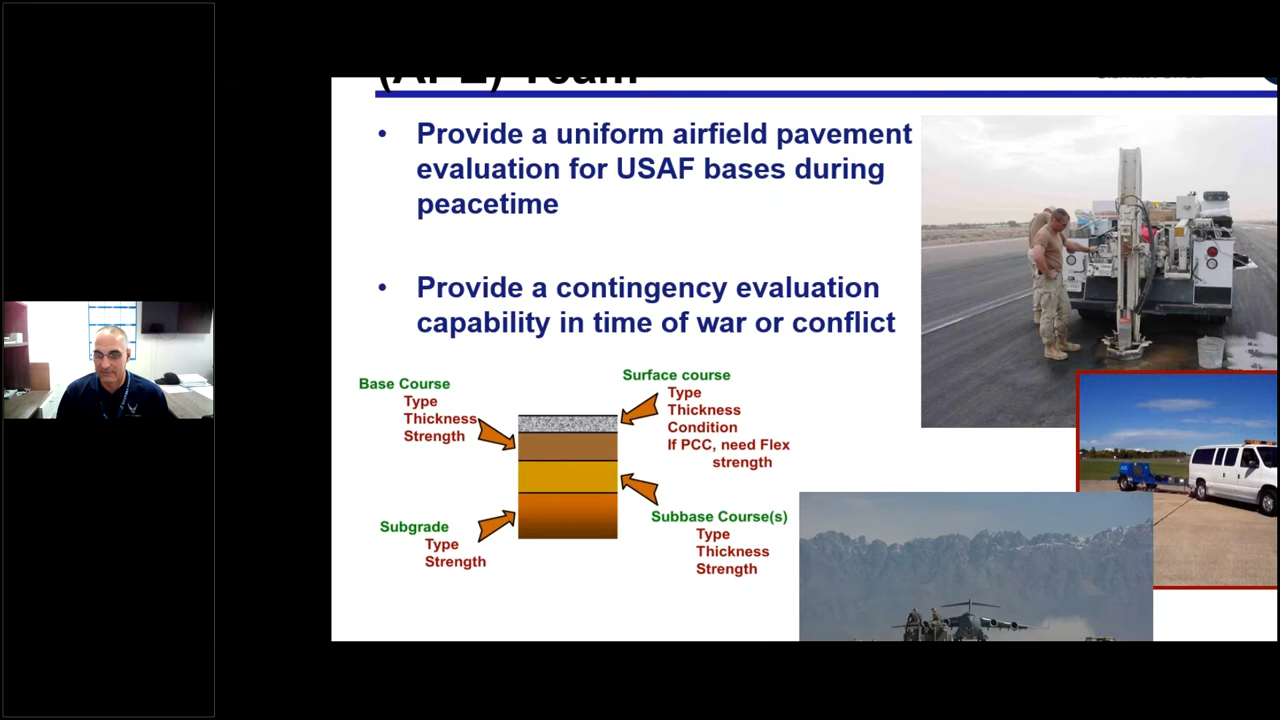 (APE) Team
• Provide a uniform airfield pavement
evaluation for USAF bases during
peacetime
• Provide a contingency evaluation
capability in time of war or conflict
Base Course
Type
Thickness
Strength
Surface course
Type
Thickness
Condition
If PCC, need Flex
strength
Subgrade
Type
Strength
Subbase Course(s)
Type
Thickness
Strength